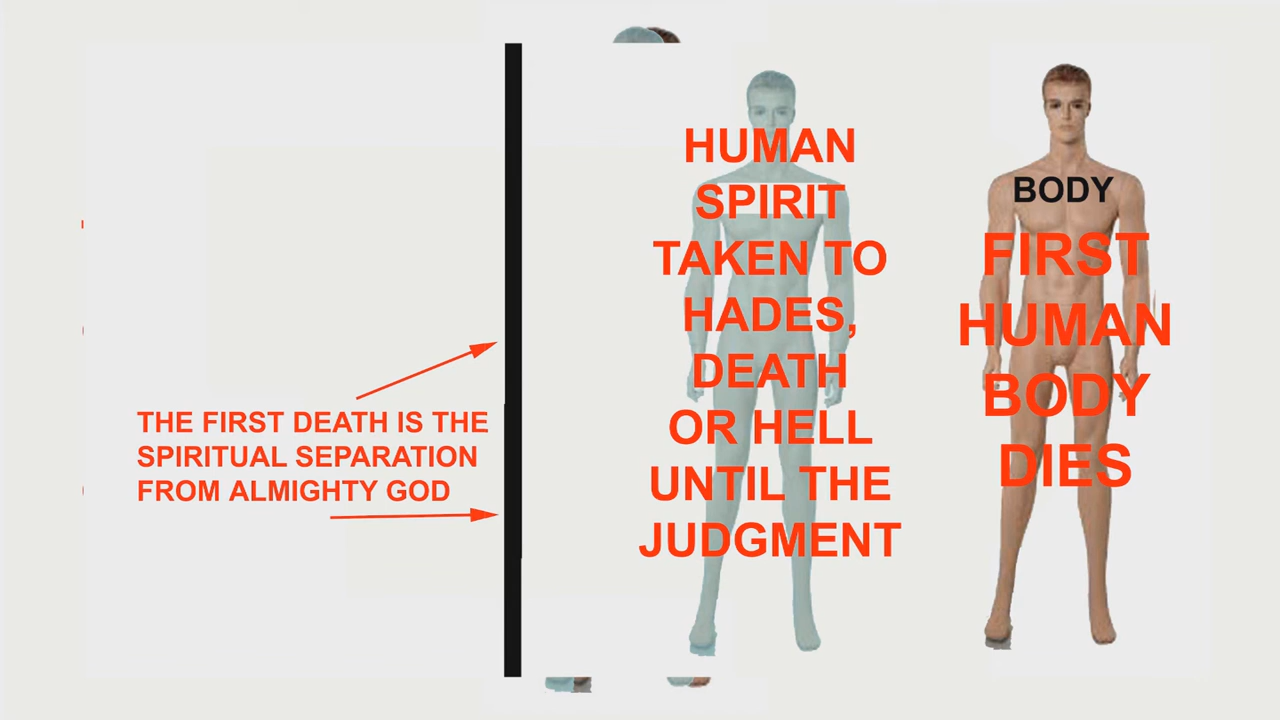 THE FIRST DEATH IS THE
SPIRITUAL SEPARATION
FROM ALMIGHTY GOD
HUMAN
SPIRIT
TAKEN TO
HADES,
DEATH
OR HELL
UNTIL THE
JUDGMENT
BODY
FIRST
HUMAN
BODY
DIES